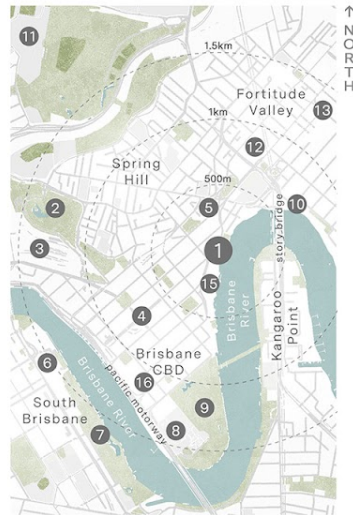 ↑
N
O
R
T
H
11
1.5km
Fortitude
Valley
13
1km
12
Spring
Hill
500m
2
5
10
story bridge
3
1
15
Brisbane
River
Kangaroo
Point
4
Brisbane
CBD
6
Brisbane River
pacific motorway
16
9
South
Brisbane
7
8